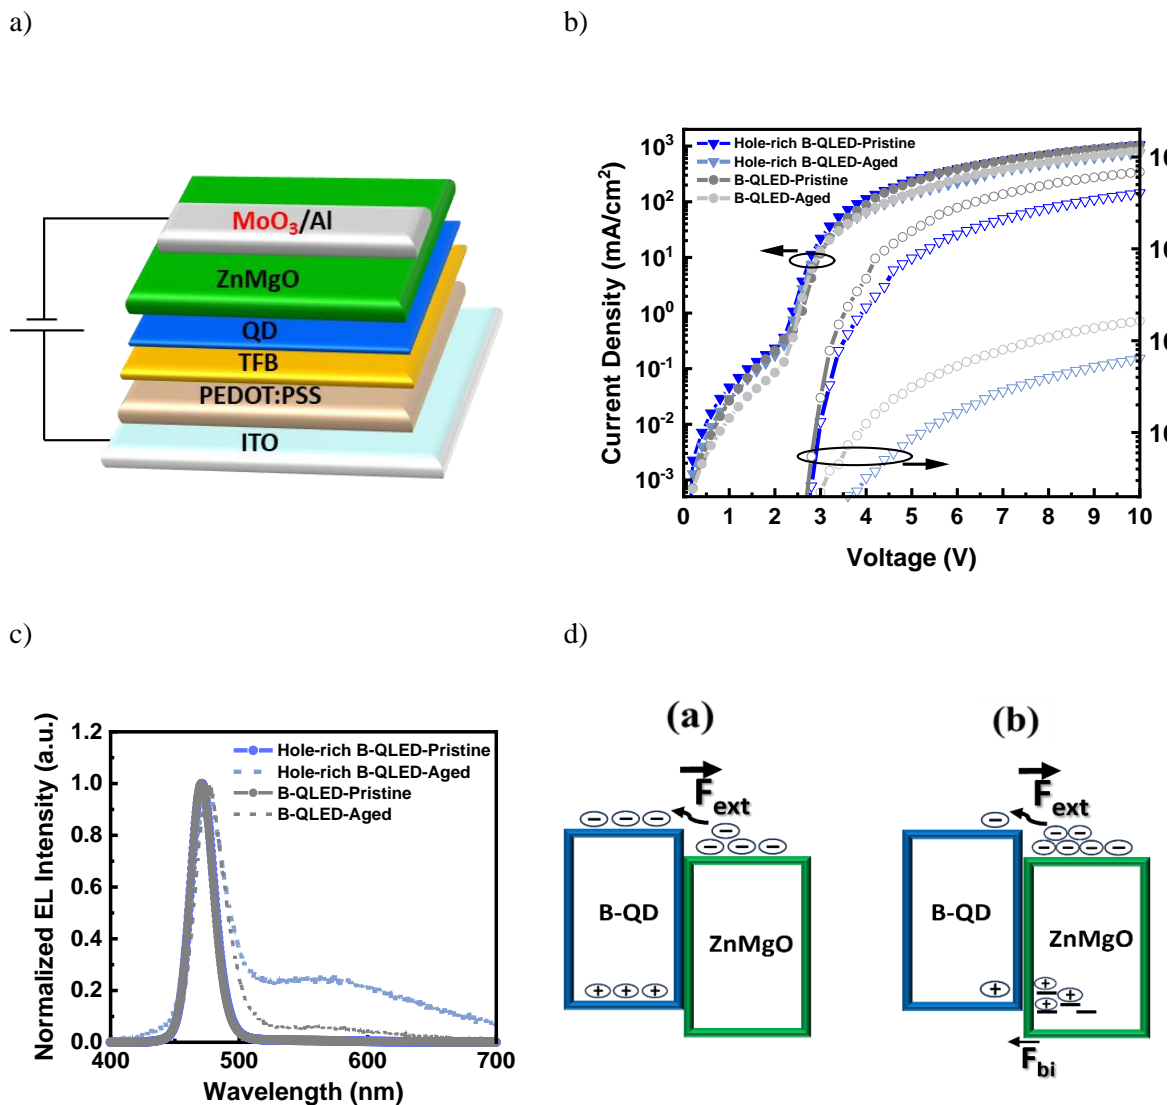 a)
MoO3/Al
ZnMgO
QD
TFB
PEDOT:PSS
ITO
b)
Hole-rich B-QLED-Pristine
Hole-rich B-QLED-Aged
B-QLED-Pristine
B-QLED-Aged
Current Density (mA/cm²)
10³
10²
10¹
10⁰
10⁻¹
10⁻²
10⁻³
10
10
10
10
0 1 2 3 4 5 6 7 8 9 10
Voltage (V)
c)
Hole-rich B-QLED-Pristine
Hole-rich B-QLED-Aged
B-QLED-Pristine
B-QLED-Aged
Normalized EL Intensity (a.u.)
1.2
1.0
0.8
0.6
0.4
0.2
0.0
400 500 600 700
Wavelength (nm)
d)
(a)
Fext
− − −
−
− − −
B-QD
ZnMgO
+ + +
(b)
Fext
−
− −
− − − −
B-QD
ZnMgO
+
+
+
+
Fbi